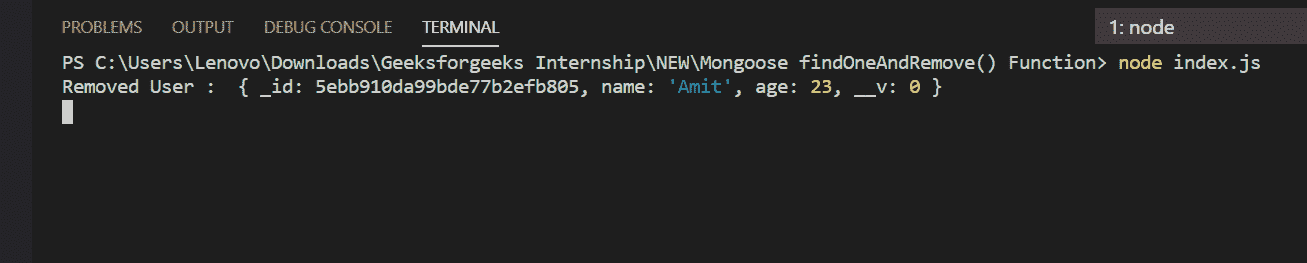 PROBLEMS OUTPUT DEBUG CONSOLE TERMINAL 1: node
PS C:\Users\Lenovo\Downloads\Geeksforgeeks Internship\NEW\Mongoose findOneAndRemove() Function> node index.js
Removed User :  { _id: 5ebb910da99bde77b2efb805, name: 'Amit', age: 23, __v: 0 }